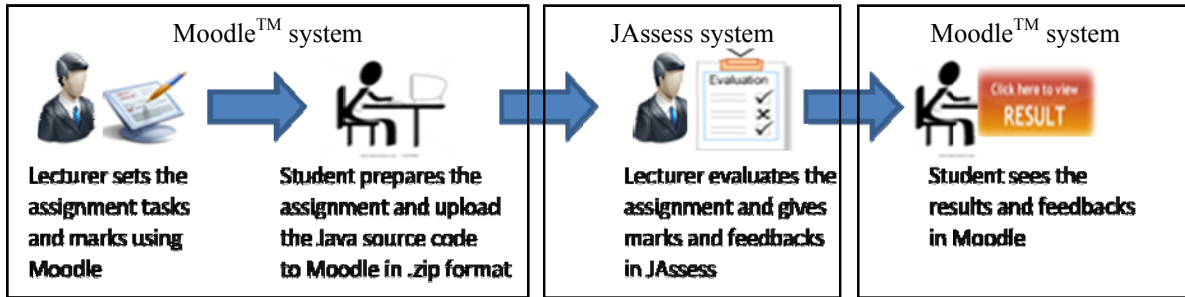 Moodle™ system
Lecturer sets the
assignment tasks
and marks using
Moodle
Student prepares the
assignment and upload
the Java source code
to Moodle in .zip format
JAssess system
Evaluation
Lecturer evaluates the
assignment and gives
marks and feedbacks
in JAssess
Moodle™ system
Click here to view
RESULT
Student sees the
results and feedbacks
in Moodle